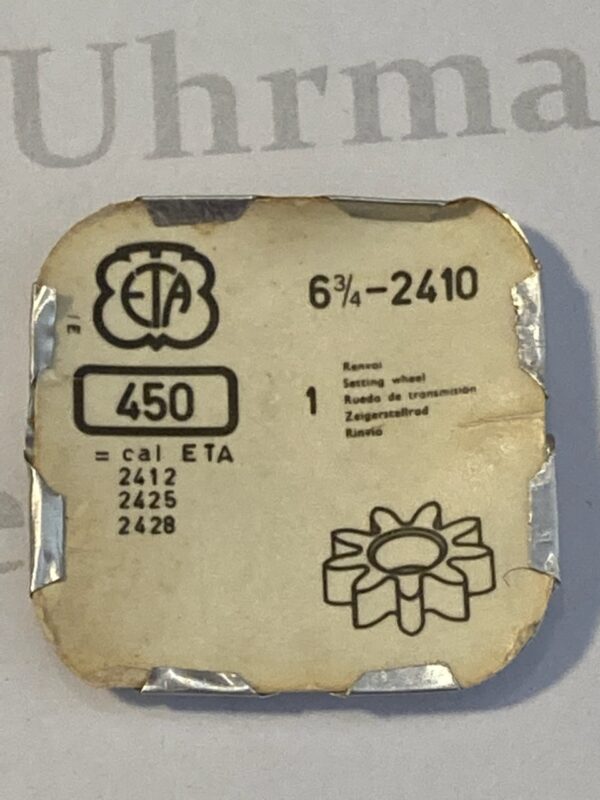 Uhrma
ETA
6¾-2410
450
1
Renvoi
Setting wheel
Rueda de transmisión
Zeigerstellrad
Rinvio
= cal ETA
2412
2425
2428